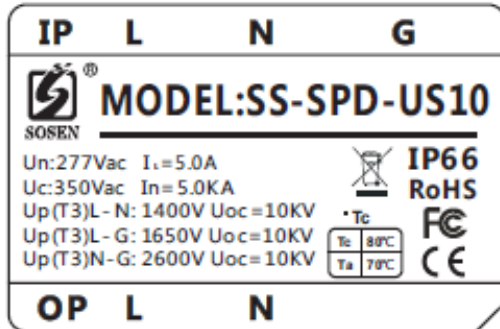 IP L N G
®
SOSEN
MODEL:SS-SPD-US10
Un:277Vac IL=5.0A
Uc:350Vac In=5.0KA
Up(T3)L-N: 1400V Uoc=10KV
Up(T3)L-G: 1650V Uoc=10KV
Up(T3)N-G: 2600V Uoc=10KV
IP66
RoHS
•Tc
Tc 80℃
Ta 70℃
FC
CE
OP L N